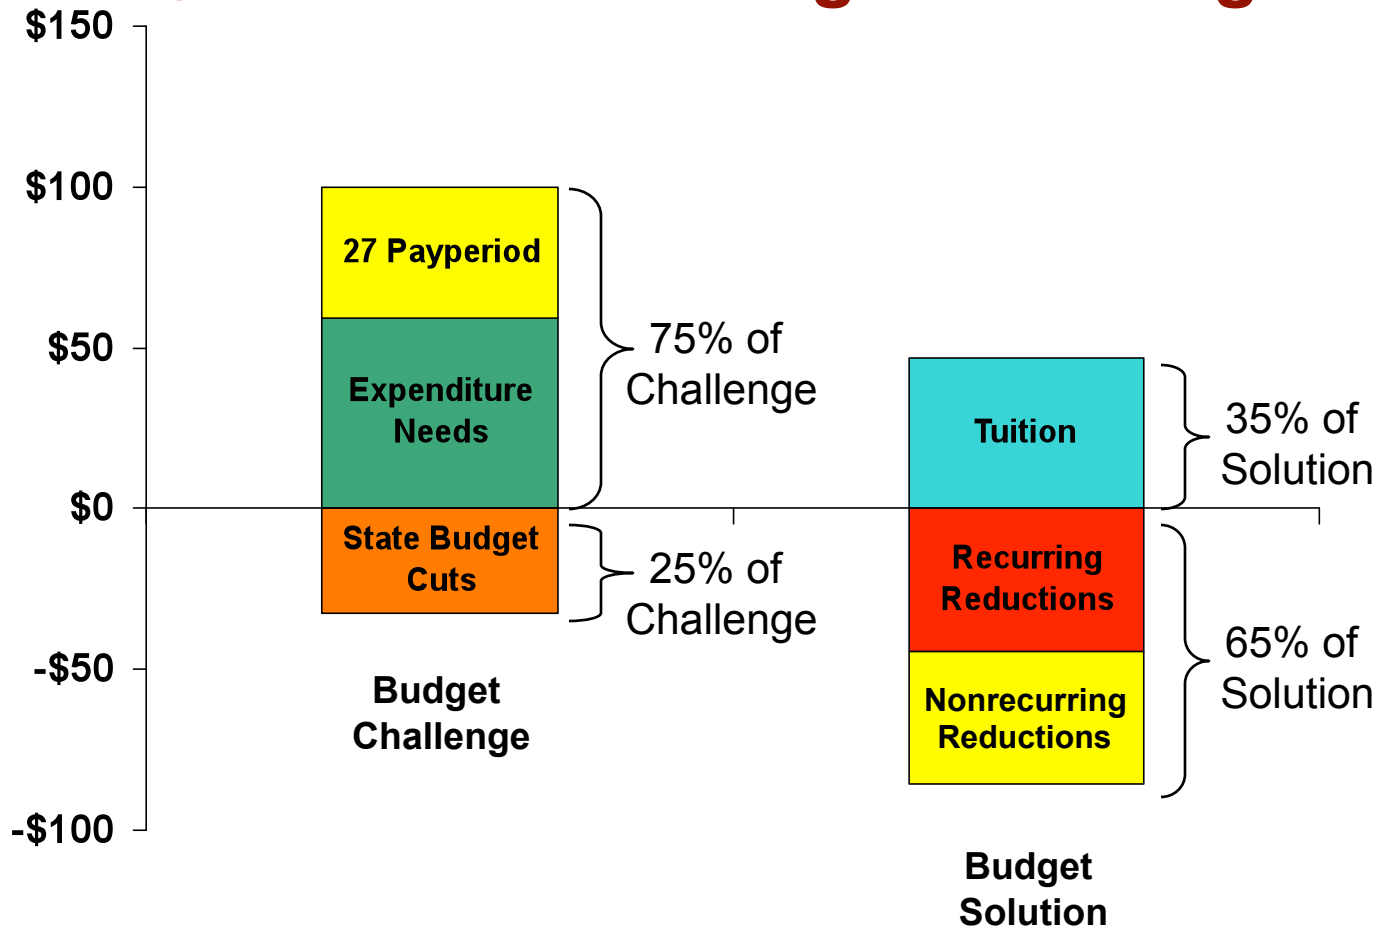 $150
$100
$50
$0
-$50
-$100
27 Payperiod
Expenditure
Needs
State Budget
Cuts
75% of
Challenge
25% of
Challenge
Budget
Challenge
Tuition
Recurring
Reductions
Nonrecurring
Reductions
35% of
Solution
65% of
Solution
Budget
Solution